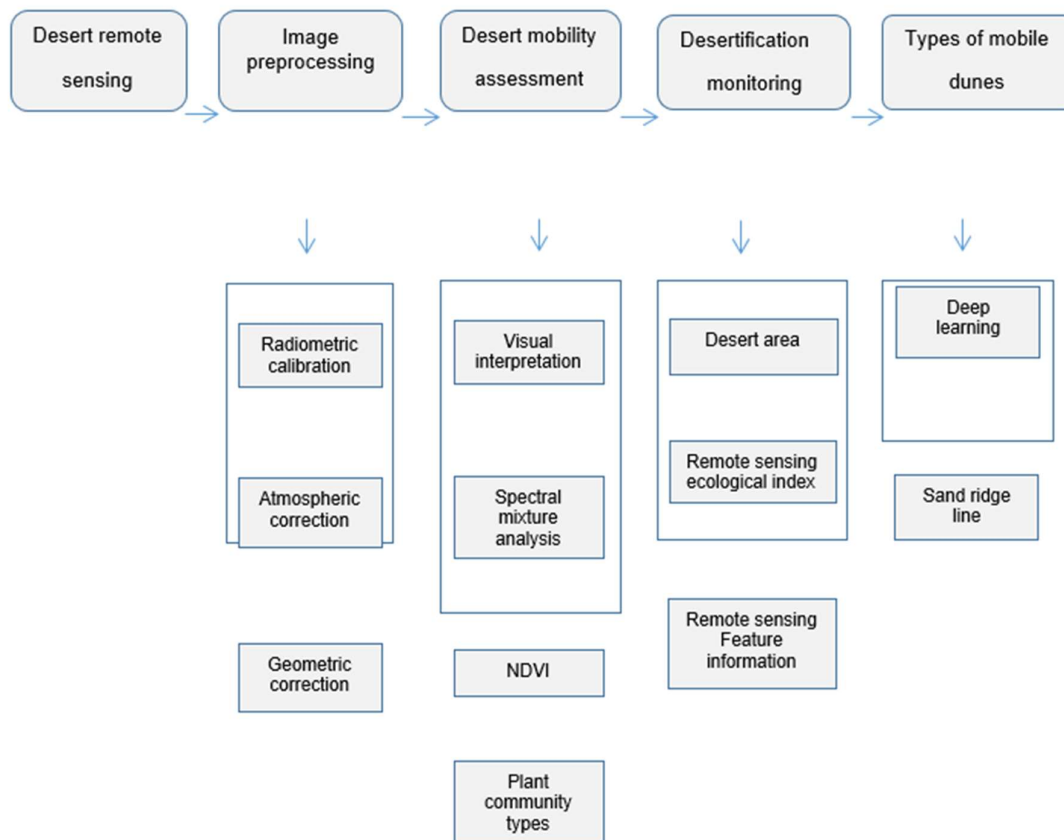 Desert remote
sensing
Image
preprocessing
Desert mobility
assessment
Desertification
monitoring
Types of mobile
dunes
Radiometric
calibration
Atmospheric
correction
Geometric
correction
Visual
interpretation
Spectral
mixture
analysis
NDVI
Plant
community
types
Desert area
Remote sensing
ecological index
Remote sensing
Feature
information
Deep
learning
Sand ridge
line